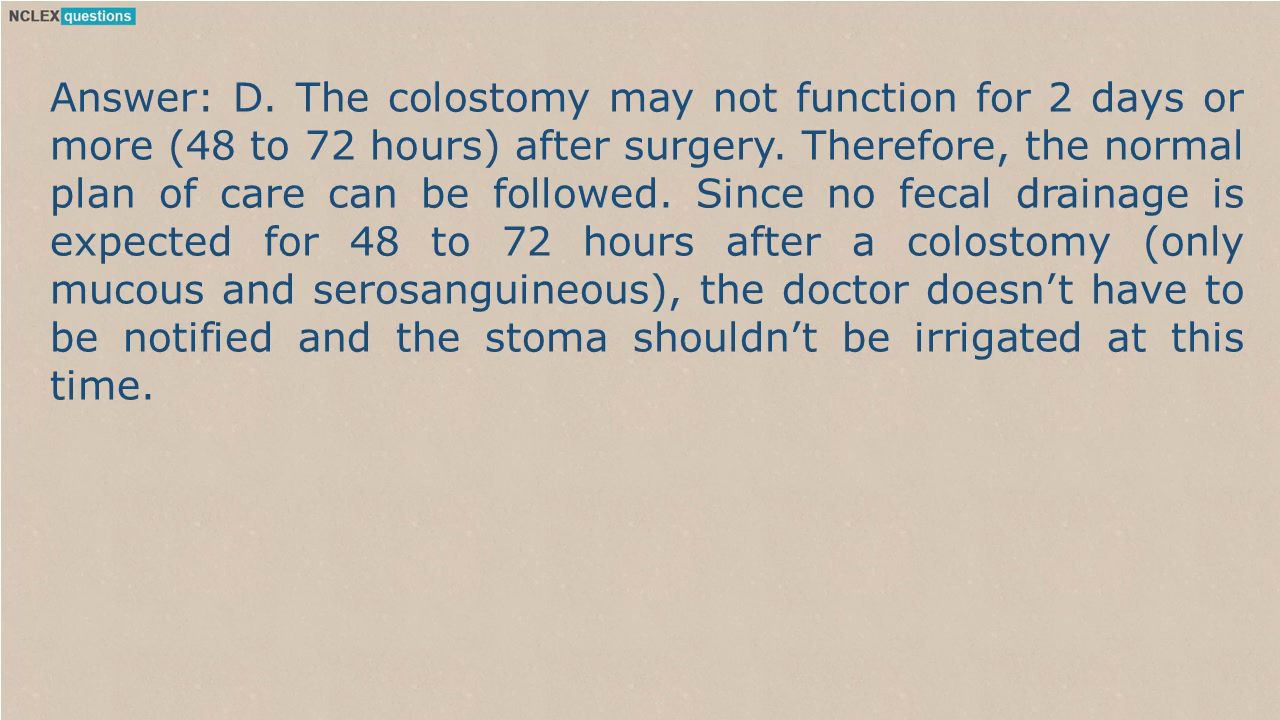 NCLEX questions
Answer: D. The colostomy may not function for 2 days or
more (48 to 72 hours) after surgery. Therefore, the normal
plan of care can be followed. Since no fecal drainage is
expected for 48 to 72 hours after a colostomy (only
mucous and serosanguineous), the doctor doesn’t have to
be notified and the stoma shouldn’t be irrigated at this
time.